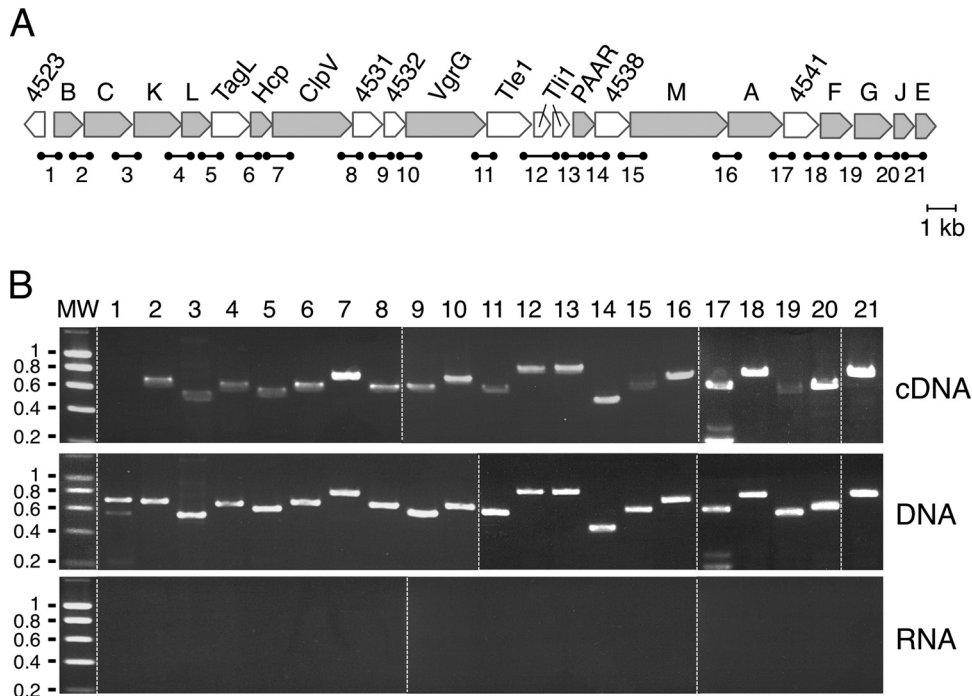 A
4523 B C K L TagL Hcp ClpV 4531 4532 VgrG Tle1 Tli1 PAAR 4538 M A 4541 F G J E
1 2 3 4 5 6 7 8 9 10 11 12 13 14 15 16 17 18 19 20 21
1 kb
B
MW 1 2 3 4 5 6 7 8 9 10 11 12 13 14 15 16 17 18 19 20 21
1
0.8
0.6
0.4
0.2
cDNA
1
0.8
0.6
0.4
0.2
DNA
1
0.8
0.6
0.4
0.2
RNA